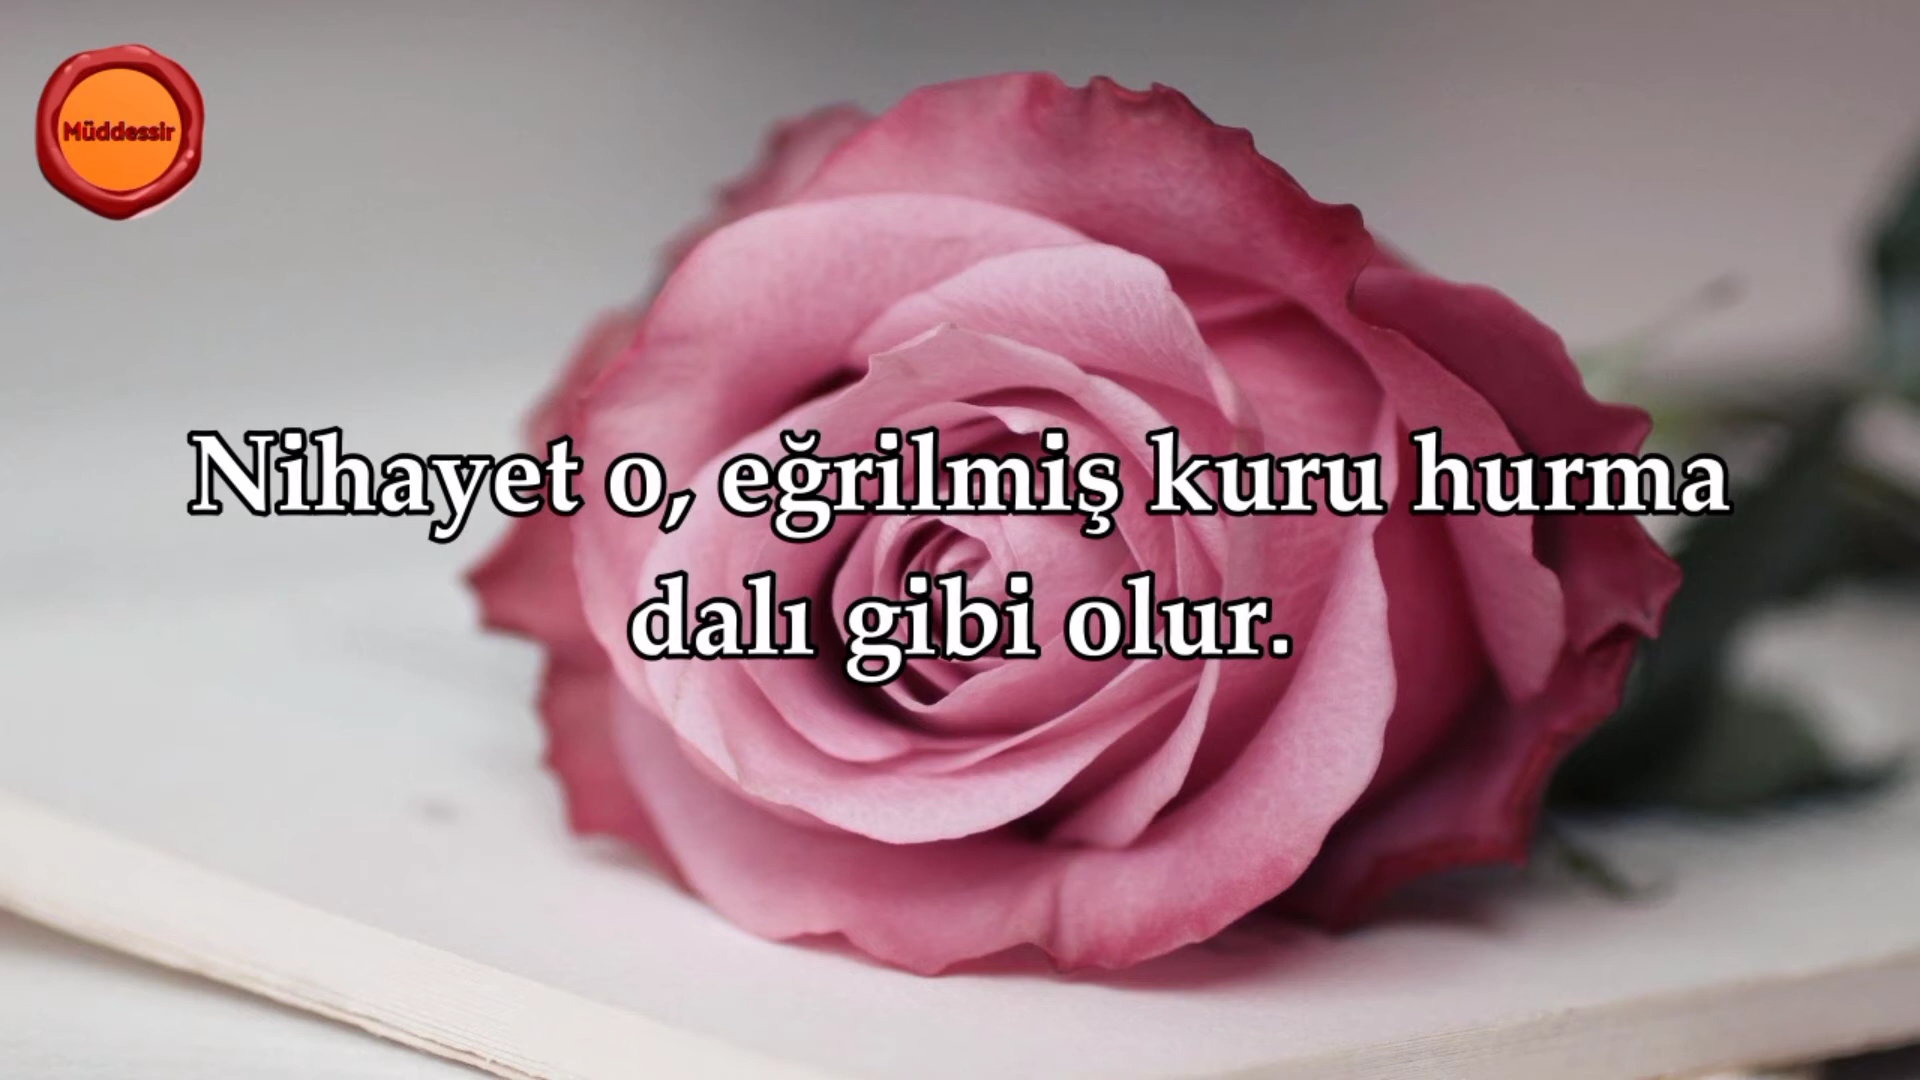 Müddessir
Nihayet o, eğrilmiş kuru hurma
dalı gibi olur.